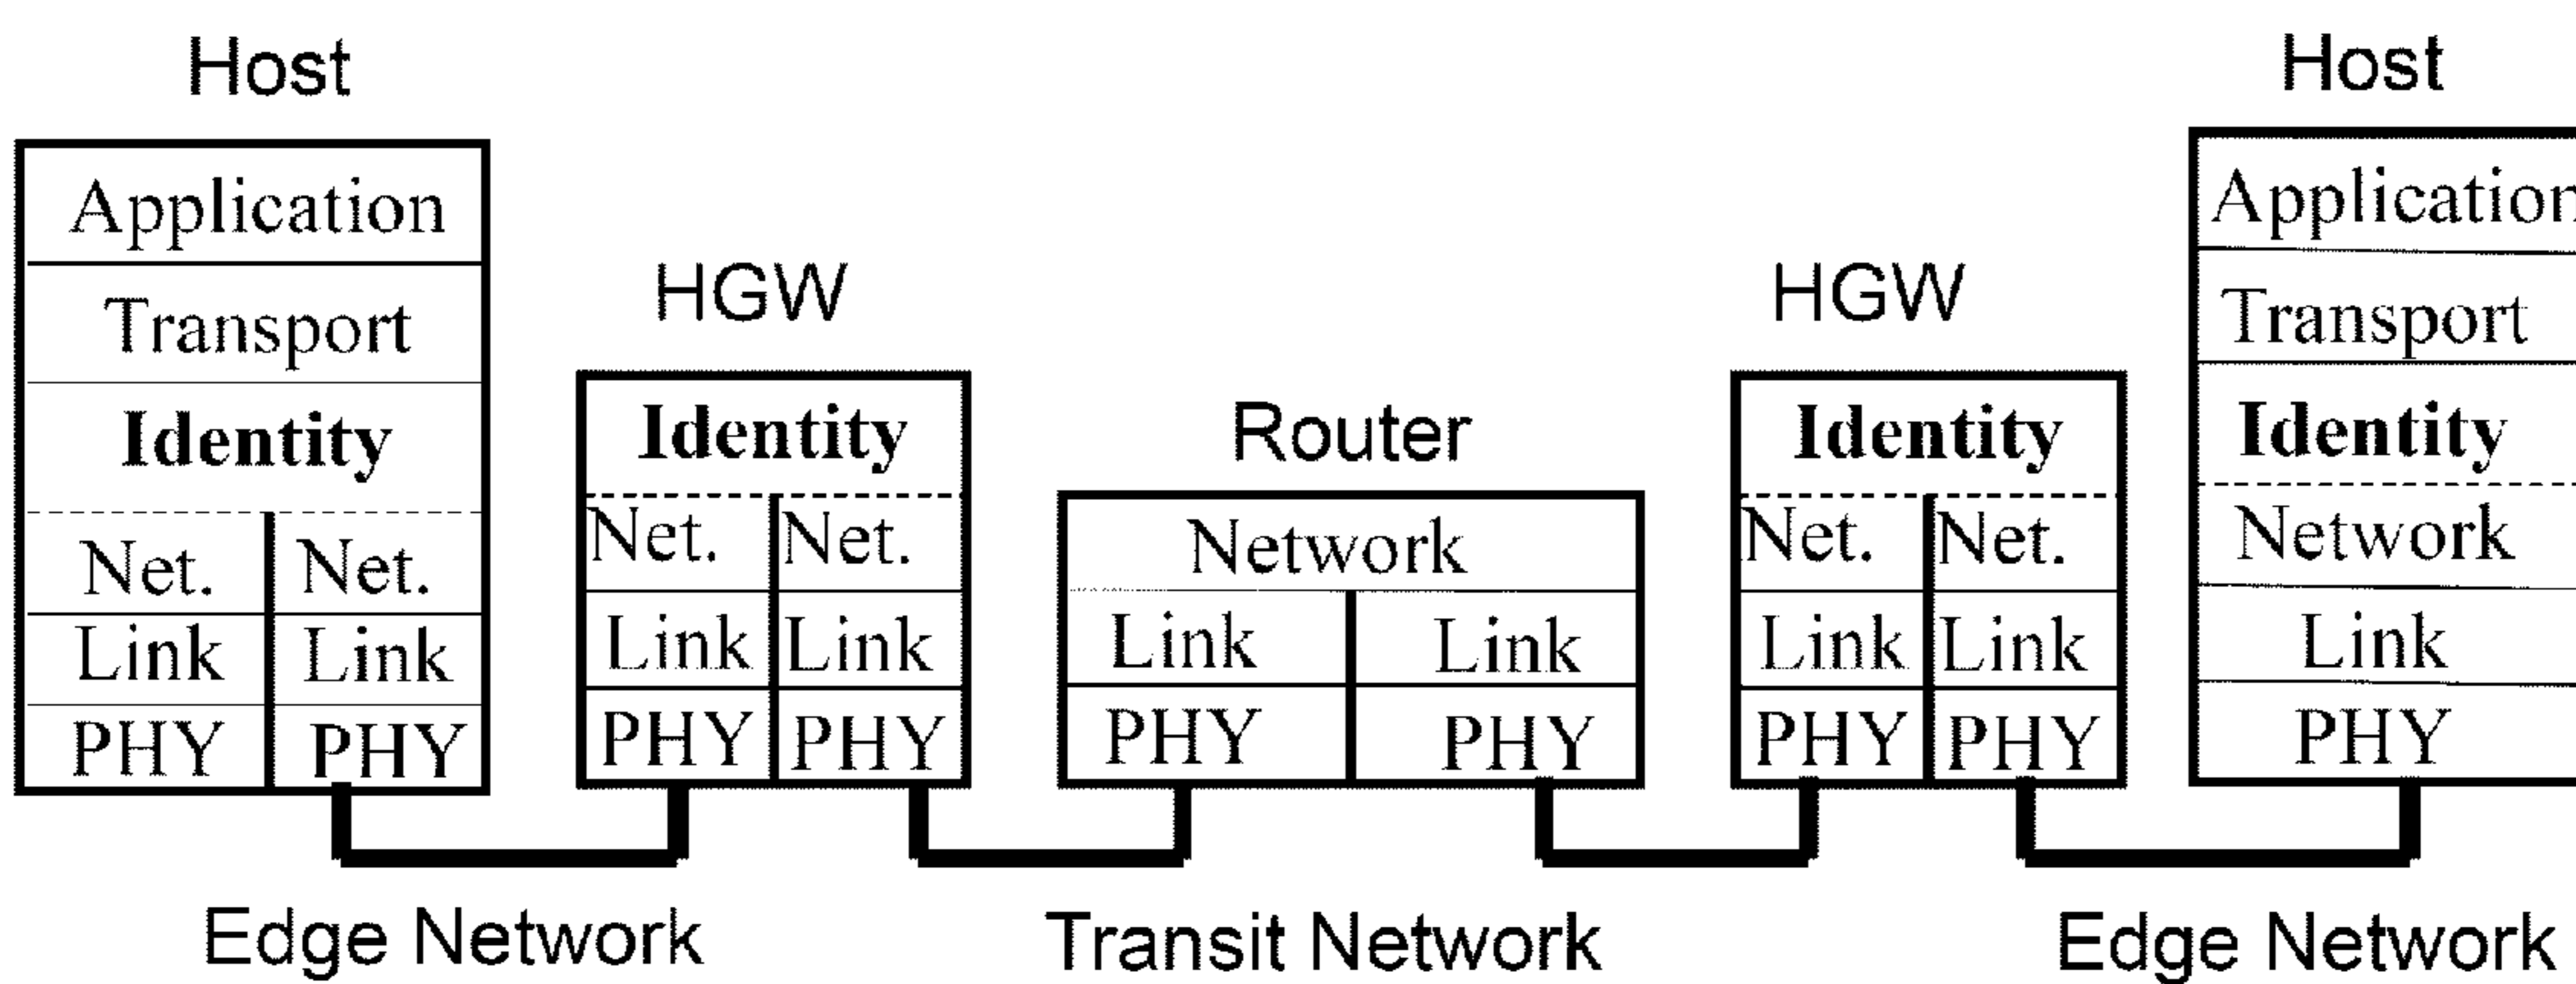 Host
Application
Transport
Identity
Net. Net.
Link Link
PHY PHY
HGW
Identity
Net. Net.
Link Link
PHY PHY
Router
Network
Link Link
PHY PHY
HGW
Identity
Net. Net.
Link Link
PHY PHY
Host
Application
Transport
Identity
Network
Link
PHY
Edge Network
Transit Network
Edge Network